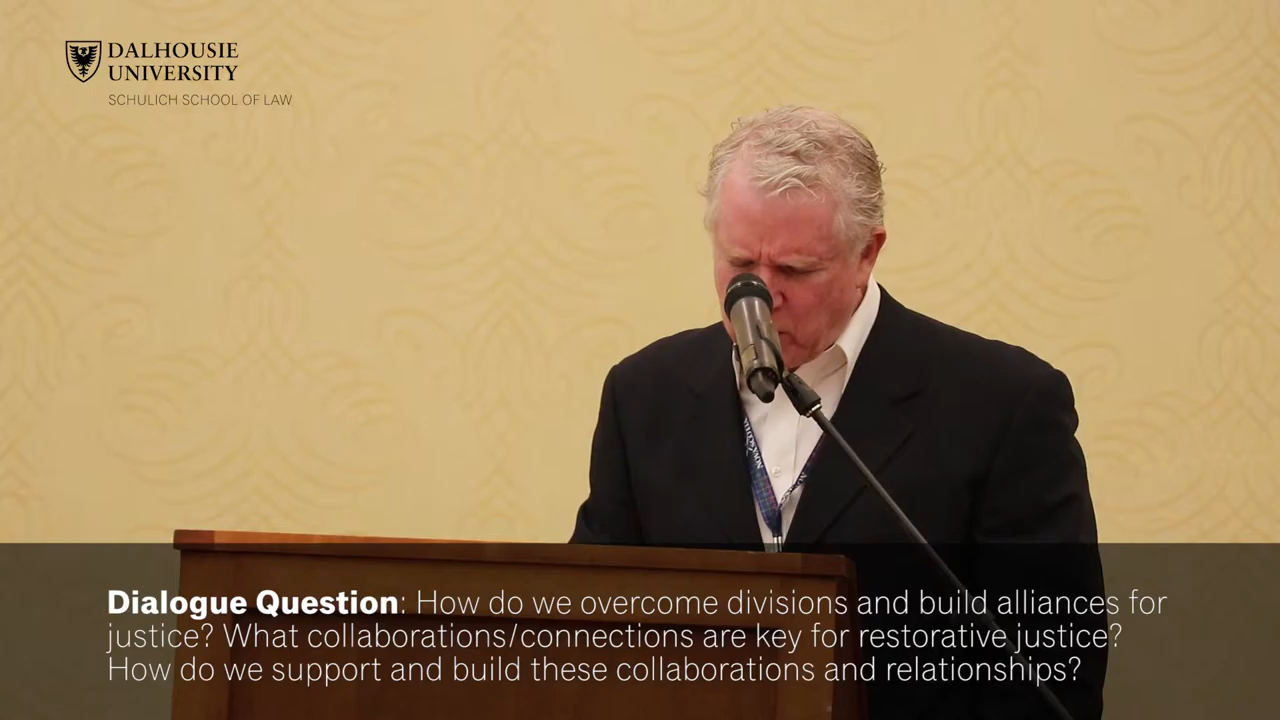 DALHOUSIE
UNIVERSITY
SCHULICH SCHOOL OF LAW
Dialogue Question: How do we overcome divisions and build alliances for
justice? What collaborations/connections are key for restorative justice?
How do we support and build these collaborations and relationships?